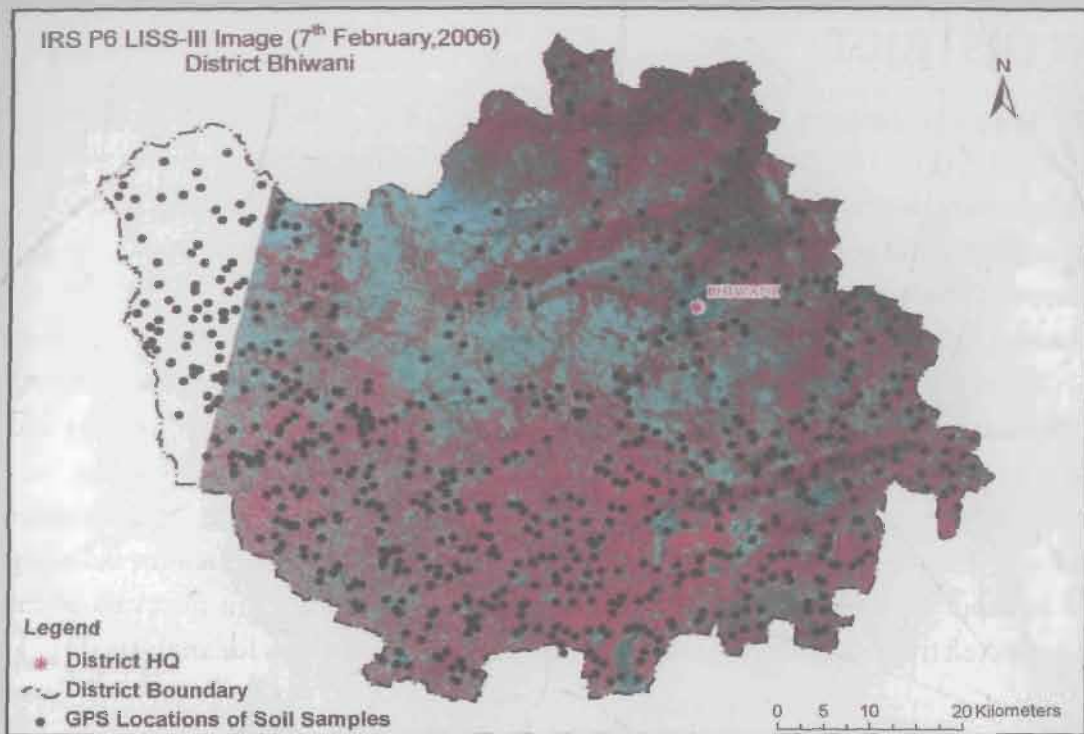 IRS P6 LISS-III Image (7th February,2006)
District Bhiwani
N
BHIWANI
Legend
District HQ
District Boundary
GPS Locations of Soil Samples
0 5 10 20 Kilometers